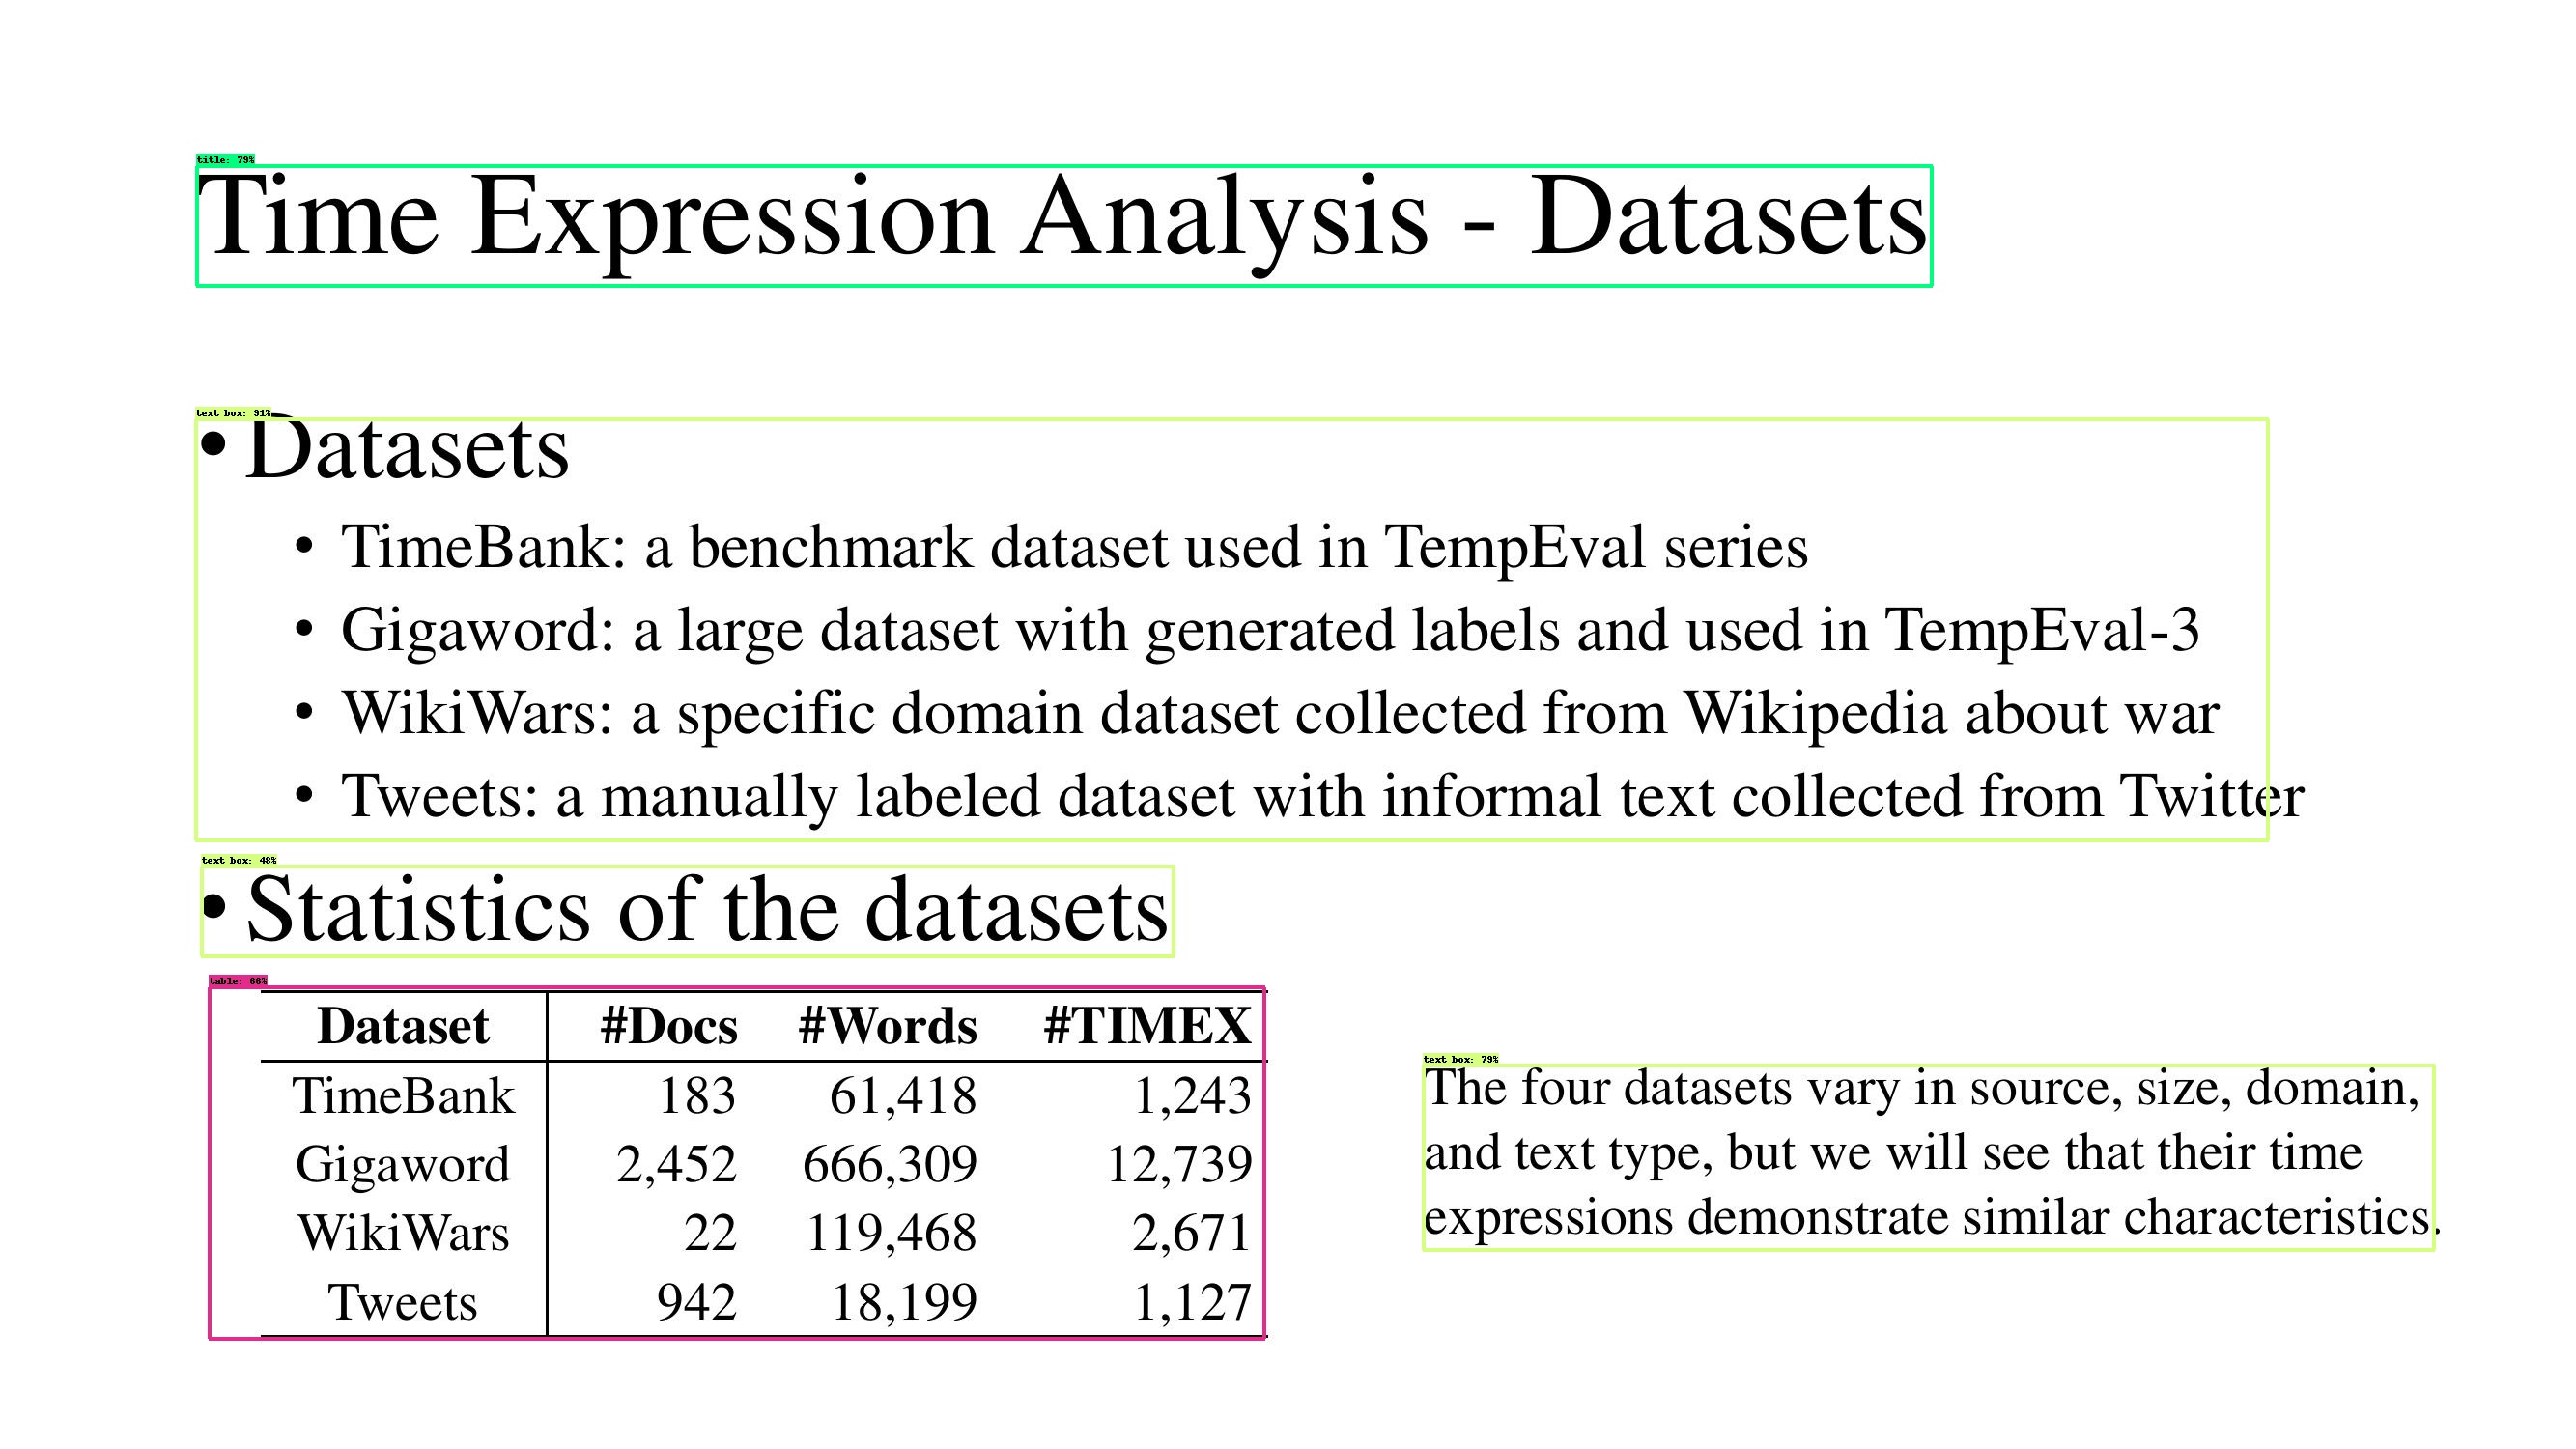 title: 79%
Time Expression Analysis - Datasets
text box: 91%
• Datasets
• TimeBank: a benchmark dataset used in TempEval series
• Gigaword: a large dataset with generated labels and used in TempEval-3
• WikiWars: a specific domain dataset collected from Wikipedia about war
• Tweets: a manually labeled dataset with informal text collected from Twitter
text box: 48%
• Statistics of the datasets
table: 66%
Dataset #Docs #Words #TIMEX
TimeBank 183 61,418 1,243
Gigaword 2,452 666,309 12,739
WikiWars 22 119,468 2,671
Tweets 942 18,199 1,127
text box: 79%
The four datasets vary in source, size, domain,
and text type, but we will see that their time
expressions demonstrate similar characteristics.